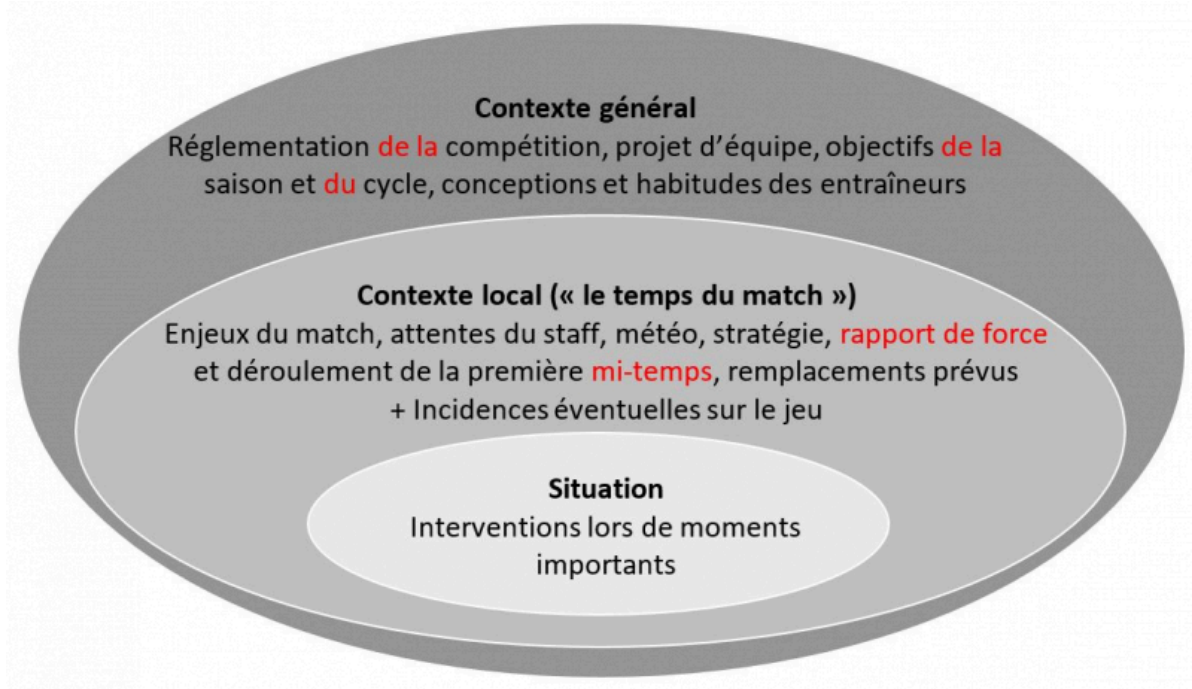 Contexte général
Réglementation de la compétition, projet d’équipe, objectifs de la
saison et du cycle, conceptions et habitudes des entraîneurs
Contexte local (« le temps du match »)
Enjeux du match, attentes du staff, météo, stratégie, rapport de force
et déroulement de la première mi-temps, remplacements prévus
+ Incidences éventuelles sur le jeu
Situation
Interventions lors de moments
importants